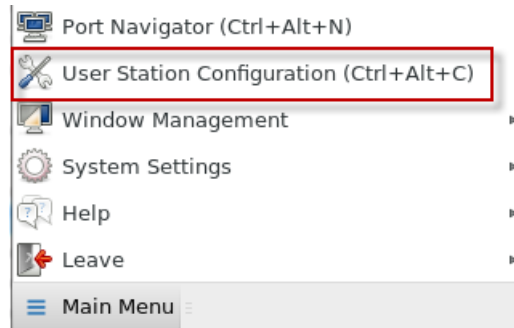 Port Navigator (Ctrl+Alt+N)
User Station Configuration (Ctrl+Alt+C)
Window Management
System Settings
Help
Leave
Main Menu